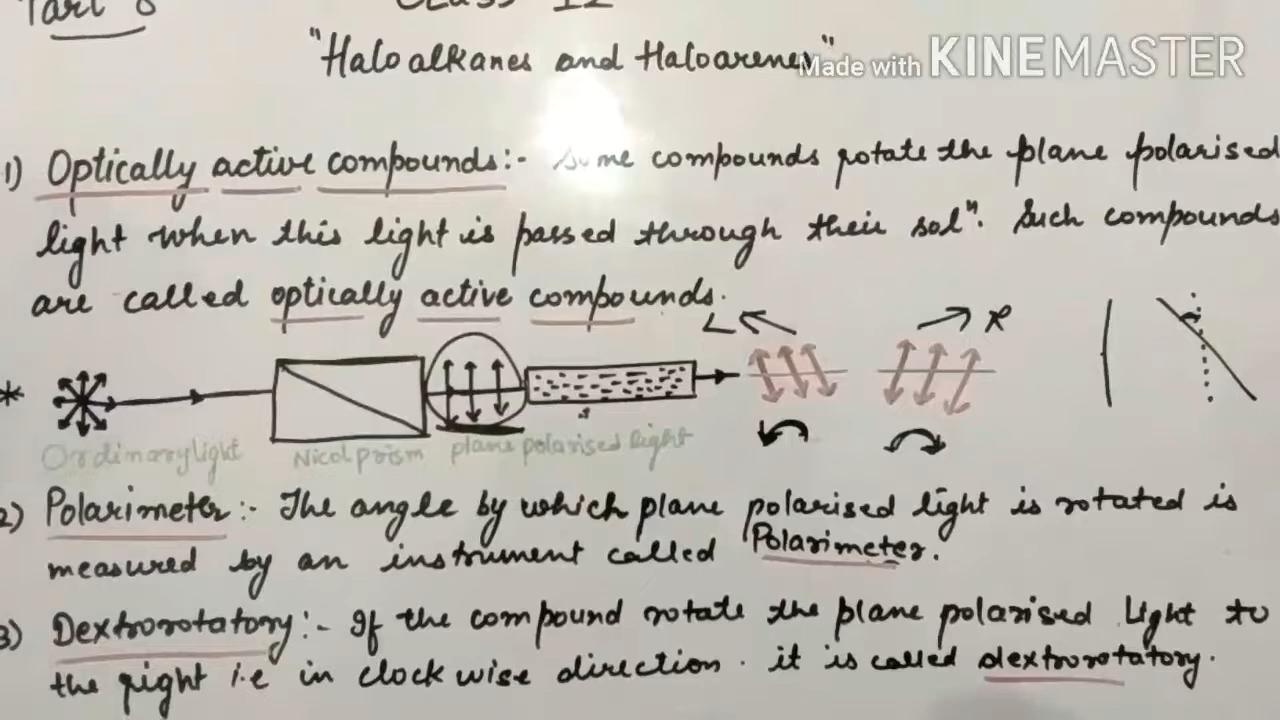 Part
Class 12
"Haloalkanes and Haloarenes"
Made with KINEMASTER
1) Optically active compounds:- Some compounds rotate the plane polarised
light when this light is passed through their solⁿ. Such compounds
are called optically active compounds.
L R
Ordinary light Nicol prism plane polarised light
2) Polarimeter:- The angle by which plane polarised light is rotated is
measured by an instrument called Polarimeter.
3) Dextrorotatory:- If the compound rotate the plane polarised Light to
the right i.e in clock wise direction. it is called dextrorotatory.